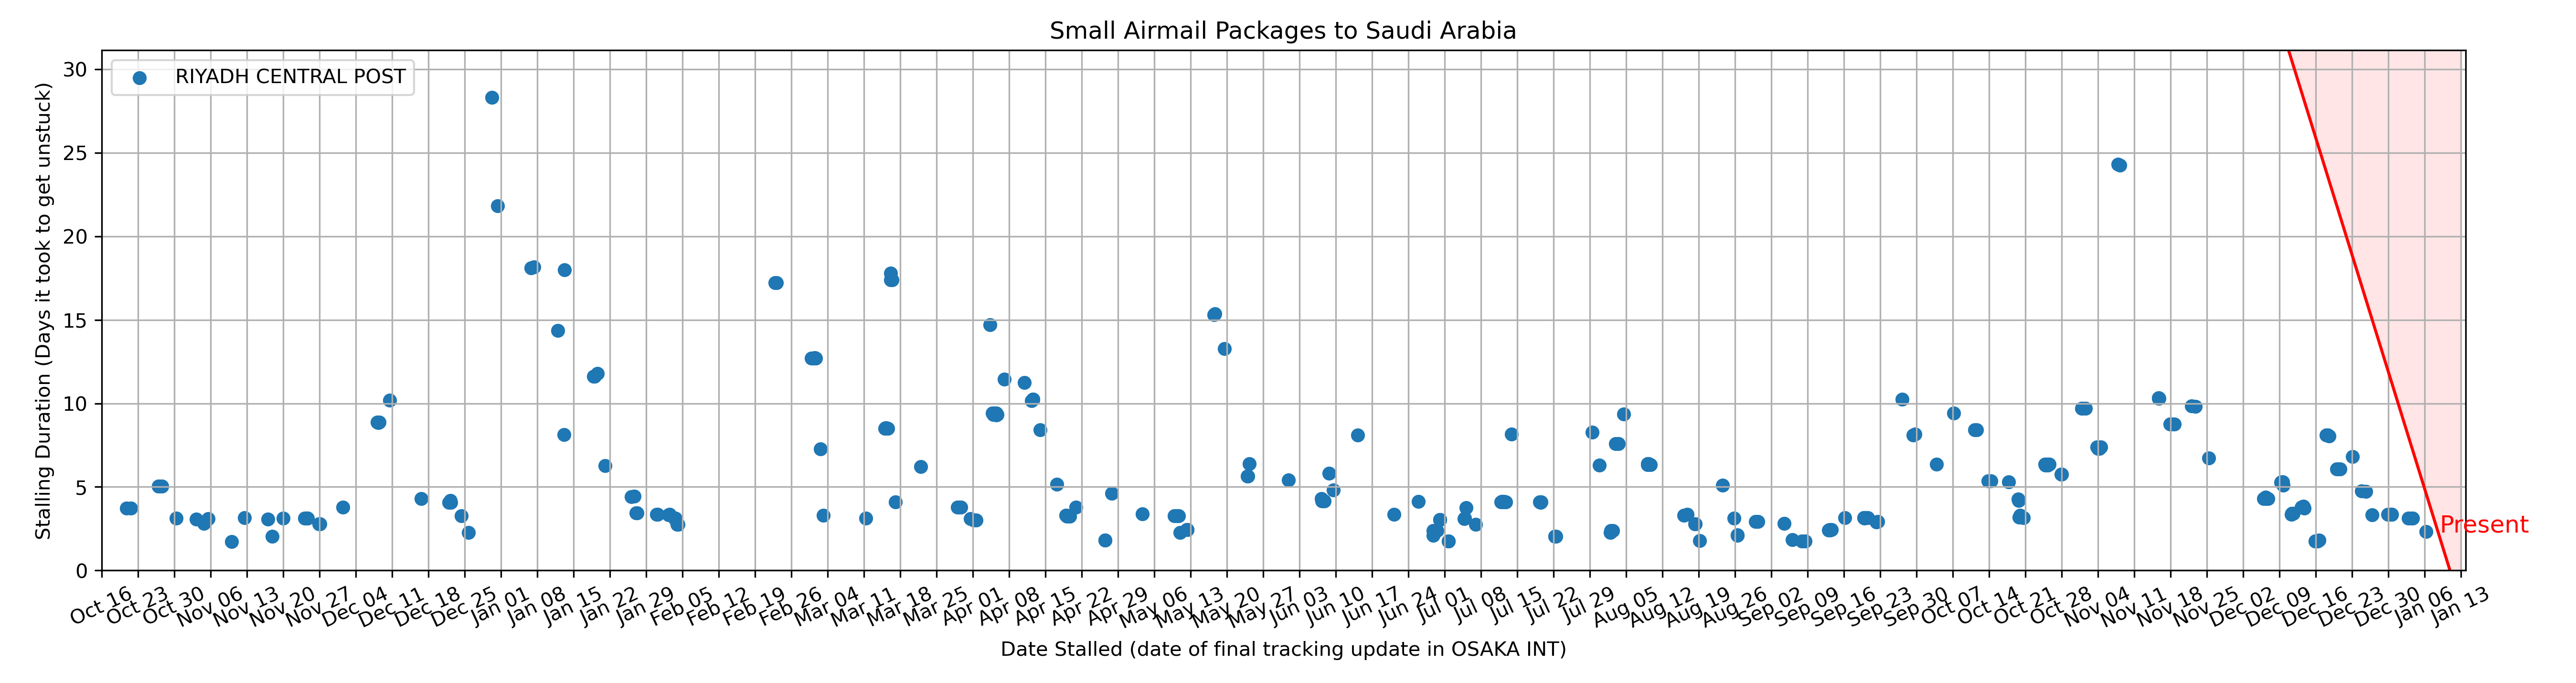 Small Airmail Packages to Saudi Arabia
Stalling Duration (Days it took to get unstuck)
30
25
20
15
10
5
0
RIYADH CENTRAL POST
Present
Oct 16
Oct 23
Oct 30
Nov 06
Nov 13
Nov 20
Nov 27
Dec 04
Dec 11
Dec 18
Dec 25
Jan 01
Jan 08
Jan 15
Jan 22
Jan 29
Feb 05
Feb 12
Feb 19
Feb 26
Mar 04
Mar 11
Mar 18
Mar 25
Apr 01
Apr 08
Apr 15
Apr 22
Apr 29
May 06
May 13
May 20
May 27
Jun 03
Jun 10
Jun 17
Jun 24
Jul 01
Jul 08
Jul 15
Jul 22
Jul 29
Aug 05
Aug 12
Aug 19
Aug 26
Sep 02
Sep 09
Sep 16
Sep 23
Sep 30
Oct 07
Oct 14
Oct 21
Oct 28
Nov 04
Nov 11
Nov 18
Nov 25
Dec 02
Dec 09
Dec 16
Dec 23
Dec 30
Jan 06
Jan 13
Date Stalled (date of final tracking update in OSAKA INT)